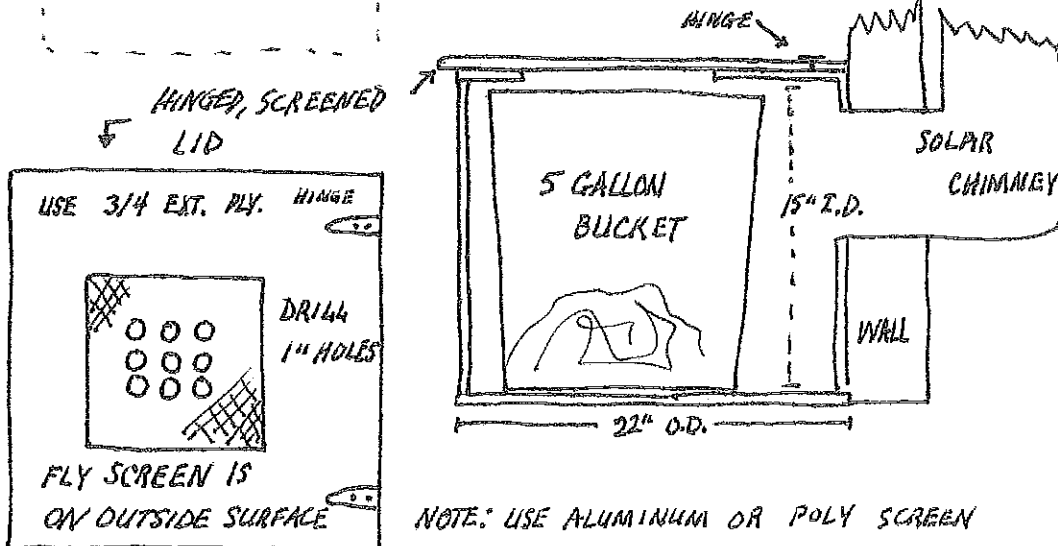 HINGED, SCREENED
LID
USE 3/4 EXT. PLY.
HINGE
DRILL
1" HOLES
FLY SCREEN IS
ON OUTSIDE SURFACE
HINGE
5 GALLON
BUCKET
15" I.D.
SOLAR
CHIMNEY
WALL
22" O.D.
NOTE: USE ALUMINUM OR POLY SCREEN